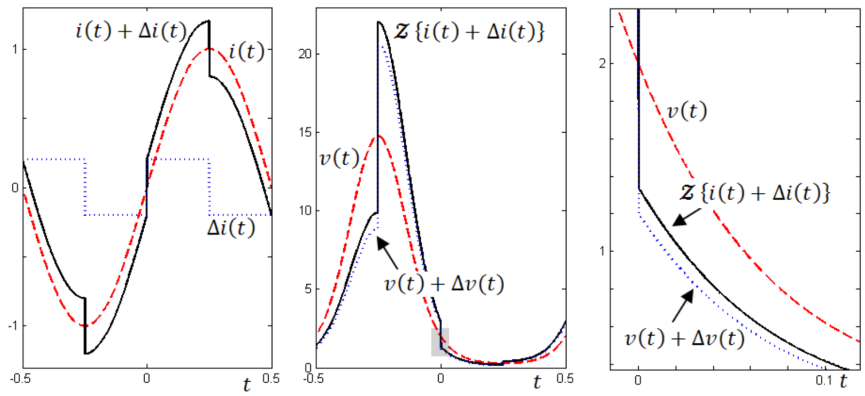 i(t) + Δi(t)
i(t)
Δi(t)
1
0
-1
-0.5
0
t
0.5
𝓩{i(t) + Δi(t)}
v(t)
v(t) + Δv(t)
20
15
10
5
0
-0.5
0
t
0.5
v(t)
𝓩{i(t) + Δi(t)}
v(t) + Δv(t)
2
1
0
0.1
t